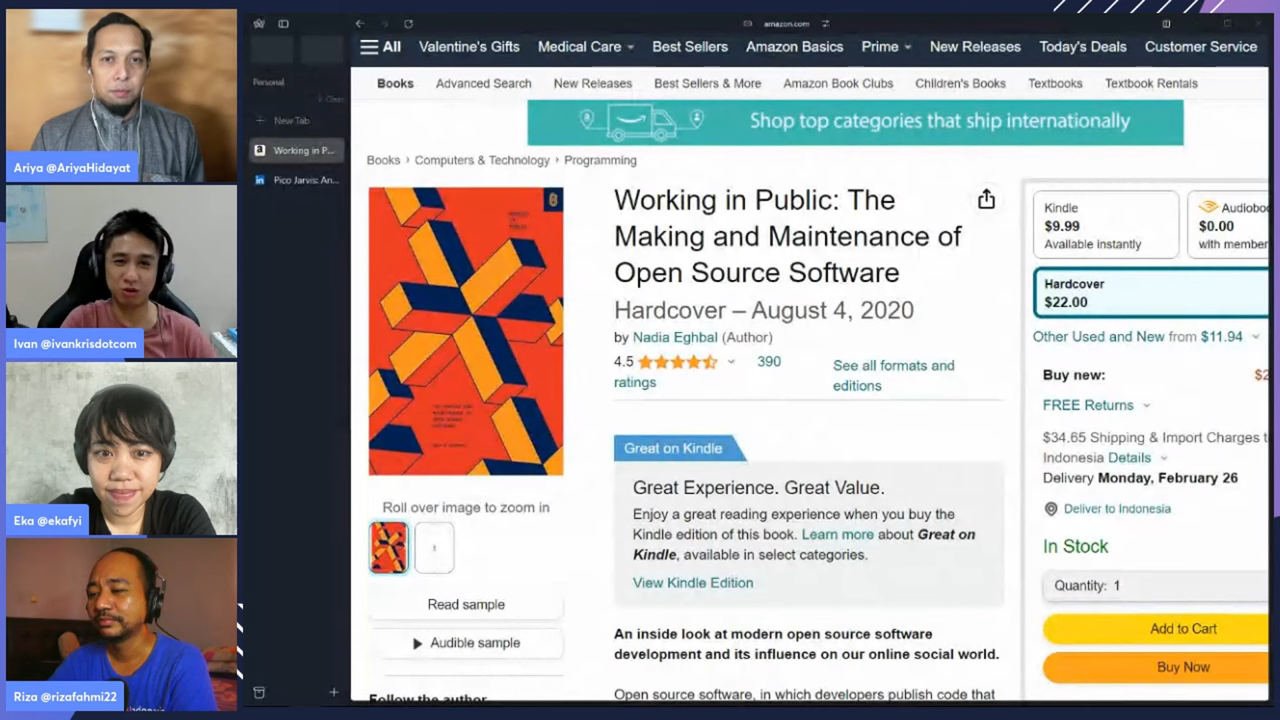 Ariya @AriyaHidayat
Ivan @ivankrisdotcom
Eka @ekafyi
Riza @rizafahmi22
Personal
Clear
New Tab
Working in P...
Pico Jarvis: An...
amazon.com
All Valentine's Gifts Medical Care Best Sellers Amazon Basics Prime New Releases Today's Deals Customer Service
Books Advanced Search New Releases Best Sellers & More Amazon Book Clubs Children's Books Textbooks Textbook Rentals
Shop top categories that ship internationally
Books › Computers & Technology › Programming
Roll over image to zoom in
Read sample
Audible sample
Follow the author
Working in Public: The
Making and Maintenance of
Open Source Software
Hardcover – August 4, 2020
by Nadia Eghbal (Author)
4.5 390
ratings
See all formats and
editions
Great on Kindle
Great Experience. Great Value.
Enjoy a great reading experience when you buy the
Kindle edition of this book. Learn more about Great on
Kindle, available in select categories.
View Kindle Edition
An inside look at modern open source software
development and its influence on our online social world.
Open source software, in which developers publish code that
Kindle
$9.99
Available instantly
Audioboo
$0.00
with member
Hardcover
$22.00
Other Used and New from $11.94
Buy new: $2
FREE Returns
$34.65 Shipping & Import Charges t
Indonesia Details
Delivery Monday, February 26
Deliver to Indonesia
In Stock
Quantity: 1
Add to Cart
Buy Now